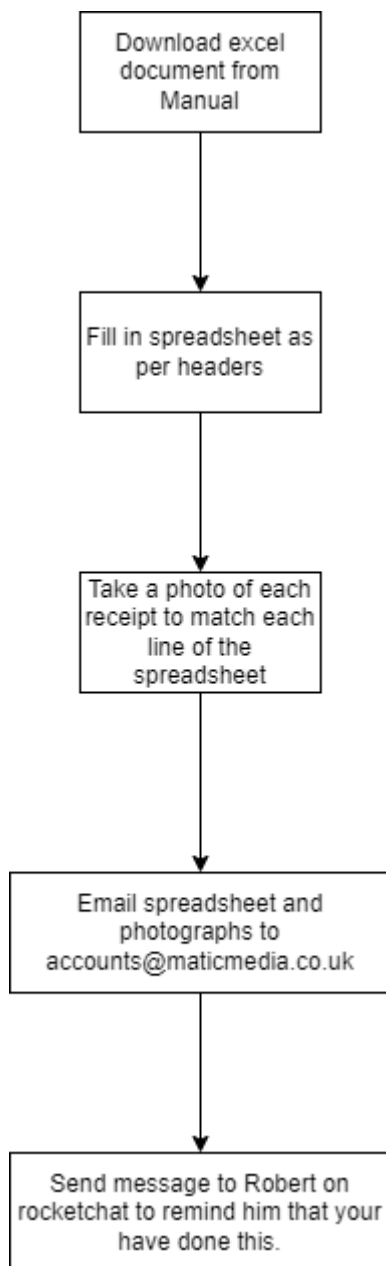 Download excel
document from
Manual
Fill in spreadsheet as
per headers
Take a photo of each
receipt to match each
line of the
spreadsheet
Email spreadsheet and
photographs to
accounts@maticmedia.co.uk
Send message to Robert on
rocketchat to remind him that your
have done this.